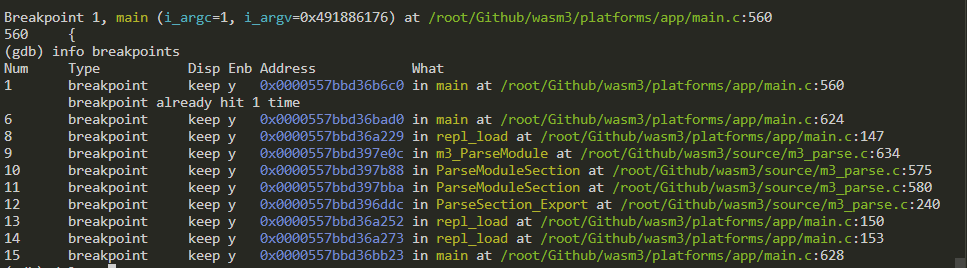 Breakpoint 1, main (i_argc=1, i_argv=0x491886176) at /root/Github/wasm3/platforms/app/main.c:560
560     {
(gdb) info breakpoints
Num     Type           Disp Enb Address            What
1       breakpoint     keep y   0x0000557bbd36b6c0 in main at /root/Github/wasm3/platforms/app/main.c:560
        breakpoint already hit 1 time
6       breakpoint     keep y   0x0000557bbd36bad0 in main at /root/Github/wasm3/platforms/app/main.c:624
8       breakpoint     keep y   0x0000557bbd36a229 in repl_load at /root/Github/wasm3/platforms/app/main.c:147
9       breakpoint     keep y   0x0000557bbd397e0c in m3_ParseModule at /root/Github/wasm3/source/m3_parse.c:634
10      breakpoint     keep y   0x0000557bbd397b88 in ParseModuleSection at /root/Github/wasm3/source/m3_parse.c:575
11      breakpoint     keep y   0x0000557bbd397bba in ParseModuleSection at /root/Github/wasm3/source/m3_parse.c:580
12      breakpoint     keep y   0x0000557bbd396ddc in ParseSection_Export at /root/Github/wasm3/source/m3_parse.c:240
13      breakpoint     keep y   0x0000557bbd36a252 in repl_load at /root/Github/wasm3/platforms/app/main.c:150
14      breakpoint     keep y   0x0000557bbd36a273 in repl_load at /root/Github/wasm3/platforms/app/main.c:153
15      breakpoint     keep y   0x0000557bbd36bb23 in main at /root/Github/wasm3/platforms/app/main.c:628